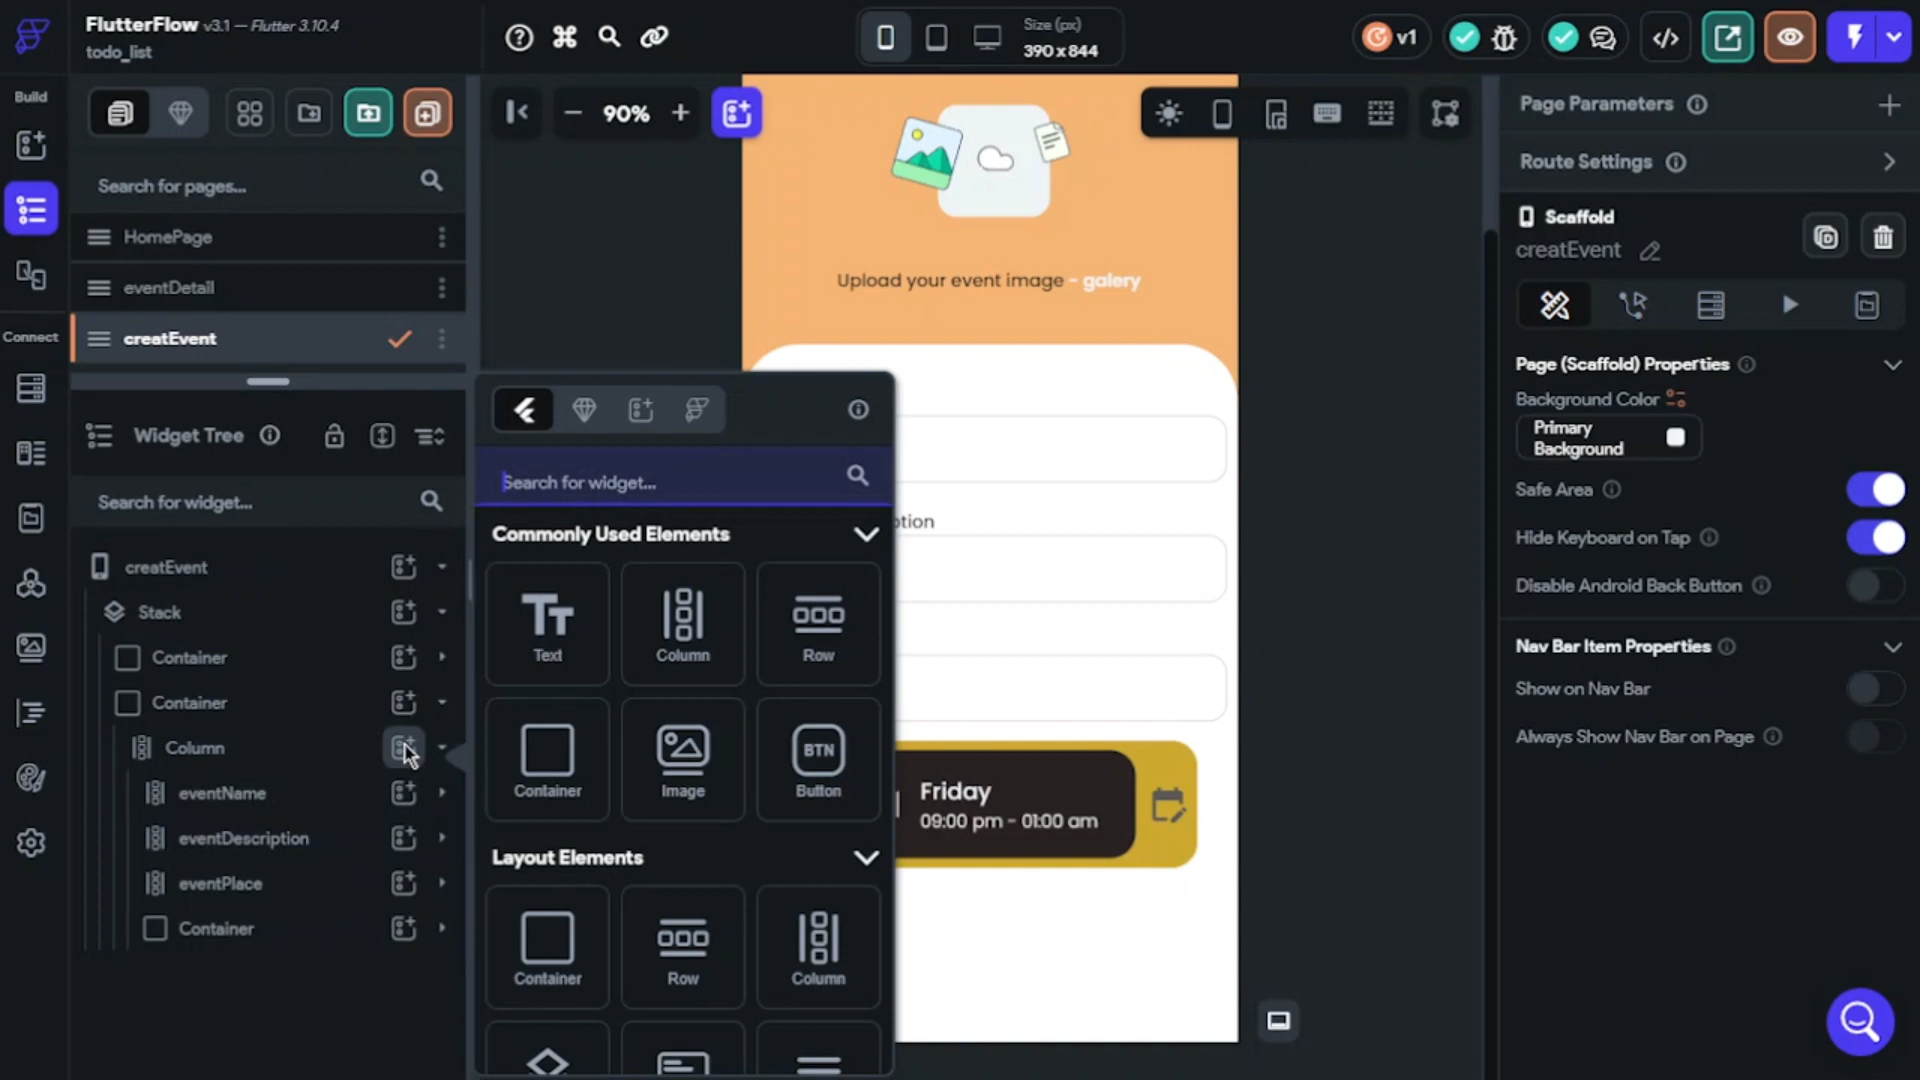 FlutterFlow v3.1 — Flutter 3.10.4
todo_list
Size (px)
390 x 844
v1
Build
90%
Page Parameters
Search for pages...
Route Settings
HomePage
Scaffold
creatEvent
Upload your event image - galery
eventDetail
Connect
creatEvent
Page (Scaffold) Properties
Background Color
Primary
Background
Widget Tree
Search for widget...
Safe Area
Search for widget...
ption
Hide Keyboard on Tap
Commonly Used Elements
creatEvent
Disable Android Back Button
Stack
Text
Column
Row
Nav Bar Item Properties
Container
Show on Nav Bar
Container
Always Show Nav Bar on Page
Column
BTN
Container
Image
Button
Friday
09:00 pm - 01:00 am
eventName
eventDescription
Layout Elements
eventPlace
Container
Container
Row
Column